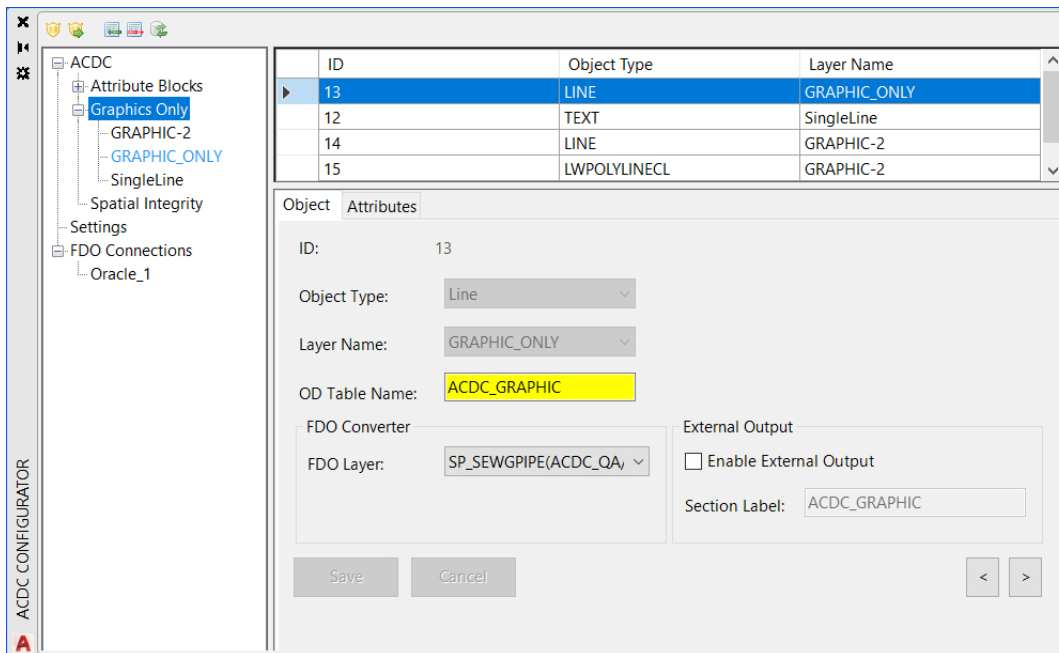 ACDC
Attribute Blocks
Graphics Only
GRAPHIC-2
GRAPHIC_ONLY
SingleLine
Spatial Integrity
Settings
FDO Connections
Oracle_1
ID Object Type Layer Name
13 LINE GRAPHIC_ONLY
12 TEXT SingleLine
14 LINE GRAPHIC-2
15 LWPOLYLINECL GRAPHIC-2
Object Attributes
ID: 13
Object Type: Line
Layer Name: GRAPHIC_ONLY
OD Table Name: ACDC_GRAPHIC
FDO Converter
FDO Layer: SP_SEWGPIPE(ACDC_QA/
External Output
Enable External Output
Section Label: ACDC_GRAPHIC
Save Cancel < >
ACDC CONFIGURATOR
A